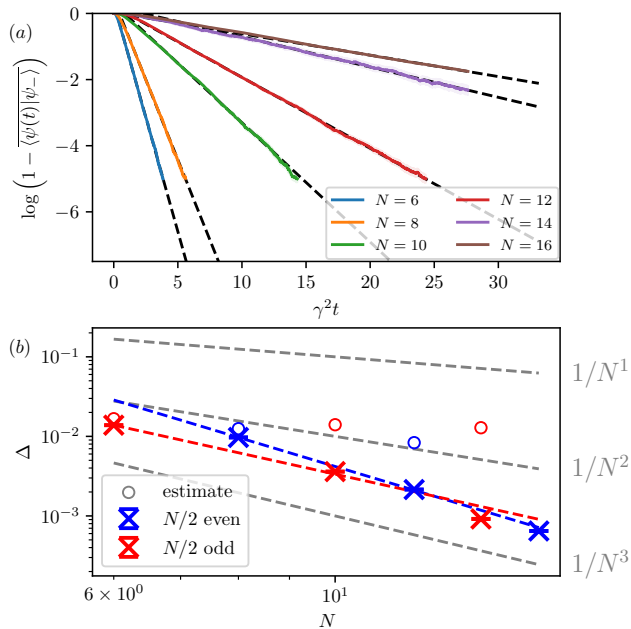 (a)
log (1 − ⟨ψ(t)|ψ₋⟩)
0
−2
−4
−6
N = 6
N = 8
N = 10
N = 12
N = 14
N = 16
0
5
10
15
20
25
30
γ²t
(b)
Δ
10⁻¹
10⁻²
10⁻³
1/N¹
1/N²
1/N³
estimate
N/2 even
N/2 odd
6 × 10⁰
10¹
N